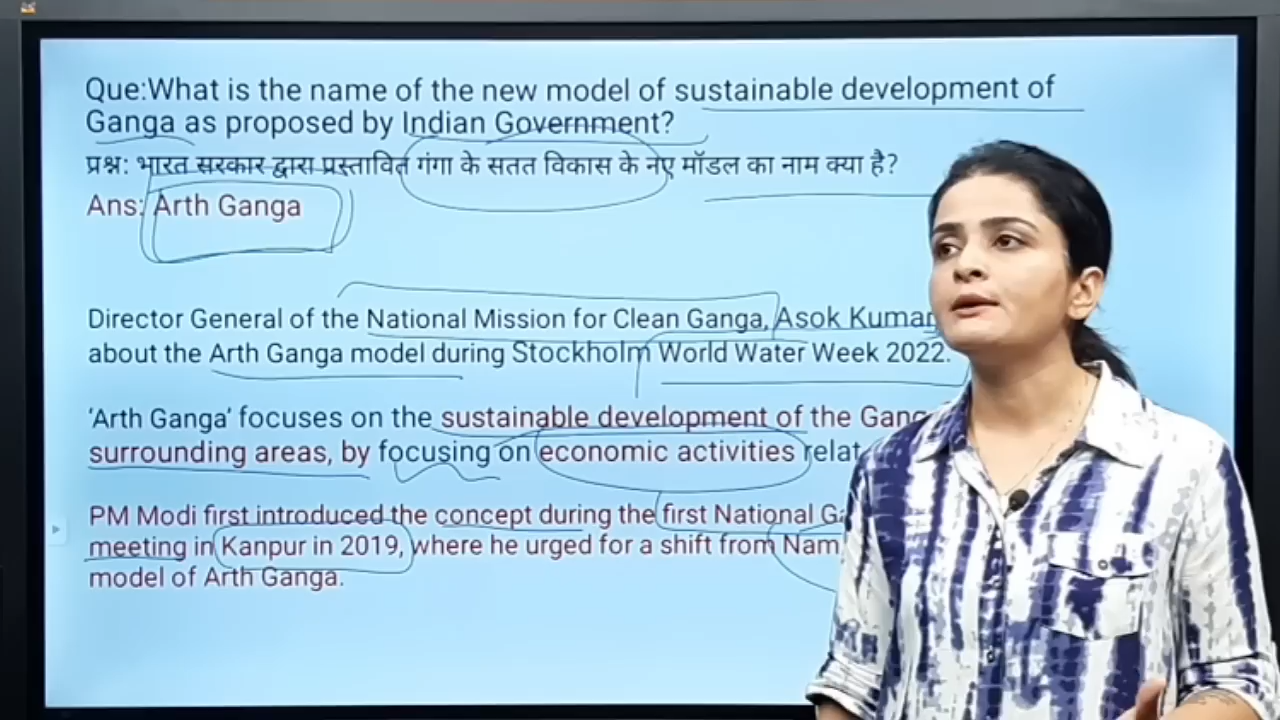 Que:What is the name of the new model of sustainable development of
Ganga as proposed by Indian Government?
प्रश्न: भारत सरकार द्वारा प्रस्तावित गंगा के सतत विकास के नए मॉडल का नाम क्या है?
Ans: Arth Ganga
Director General of the National Mission for Clean Ganga, Asok Kumar
about the Arth Ganga model during Stockholm World Water Week 2022.
‘Arth Ganga’ focuses on the sustainable development of the
surrounding areas, by focusing on economic activities
PM Modi first introduced the concept during the first National
meeting in Kanpur in 2019, where he urged for a shift from
model of Arth Ganga.